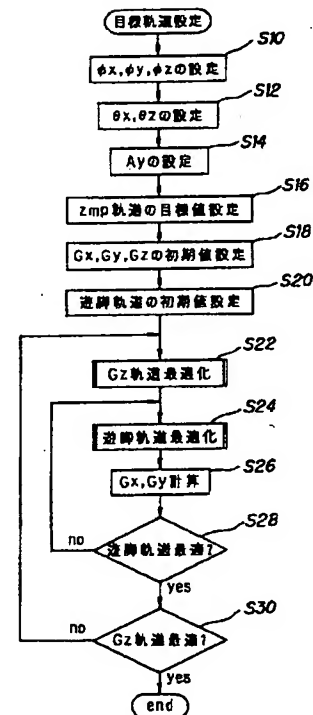 目標軌道設定
S10
φx,φy,φzの設定
S12
θx,θzの設定
S14
Ayの設定
S16
zmp軌道の目標値設定
S18
Gx,Gy,Gzの初期値設定
S20
遊脚軌道の初期値設定
S22
Gz軌道最適化
S24
遊脚軌道最適化
S26
Gx,Gy計算
S28
no
遊脚軌道最適?
yes
S30
no
Gz軌道最適?
yes
end